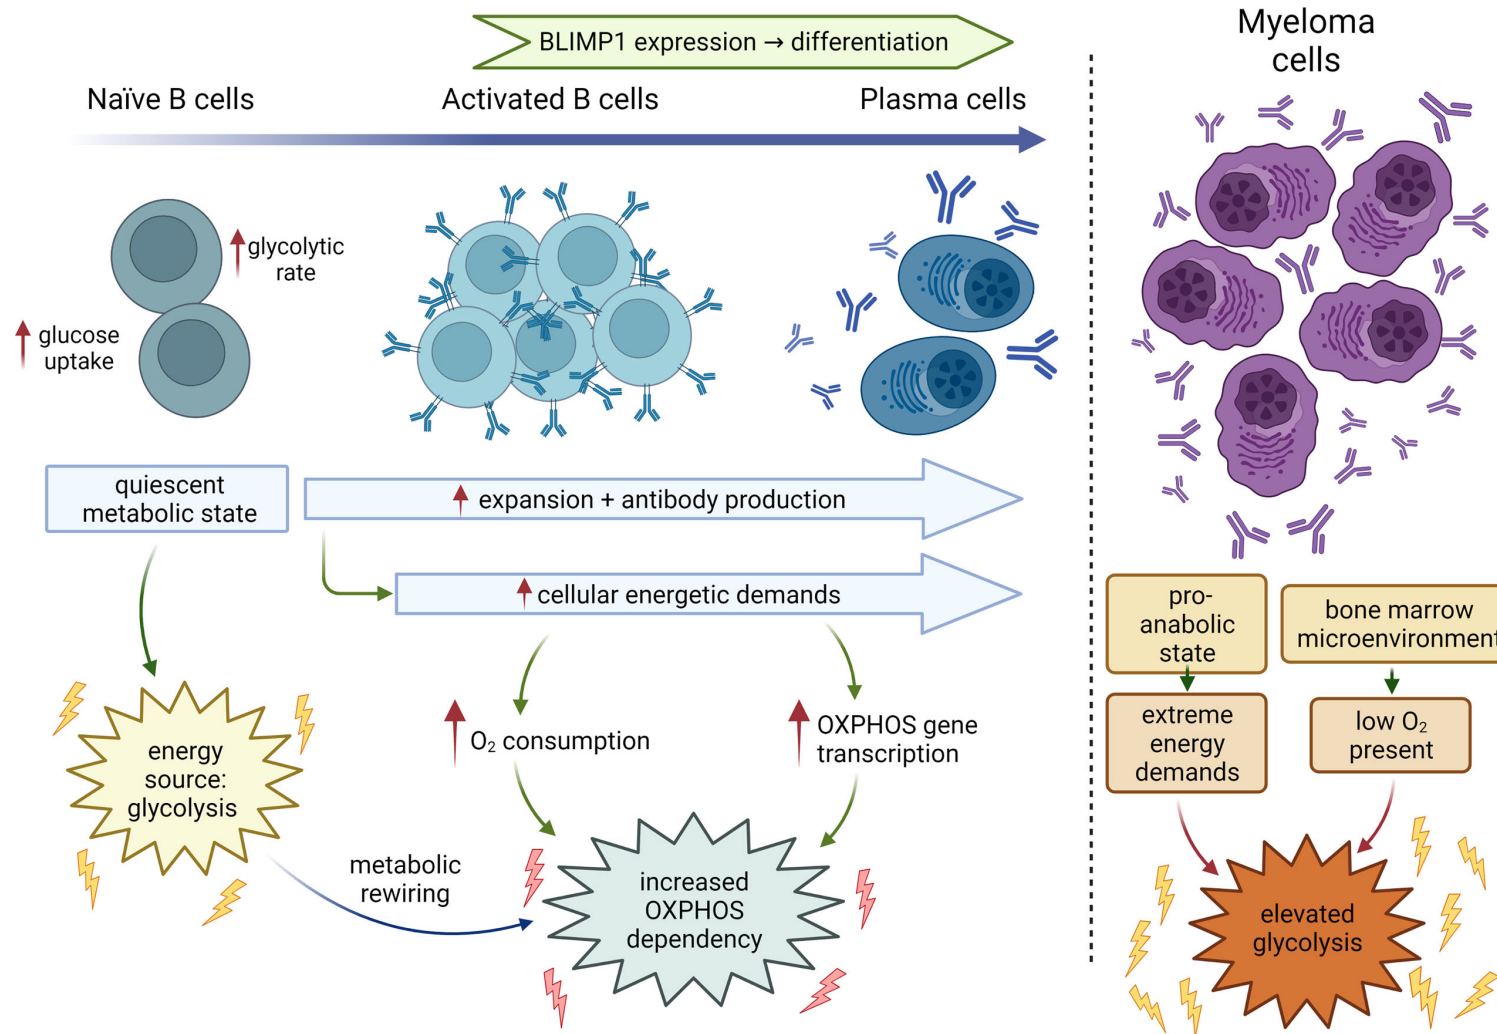 BLIMP1 expression → differentiation
Myeloma
cells
Naïve B cells
Activated B cells
Plasma cells
glycolytic
rate
glucose
uptake
quiescent
metabolic state
expansion + antibody production
cellular energetic demands
energy
source:
glycolysis
O₂ consumption
OXPHOS gene
transcription
metabolic
rewiring
increased
OXPHOS
dependency
pro-
anabolic
state
bone marrow
microenvironment
extreme
energy
demands
low O₂
present
elevated
glycolysis